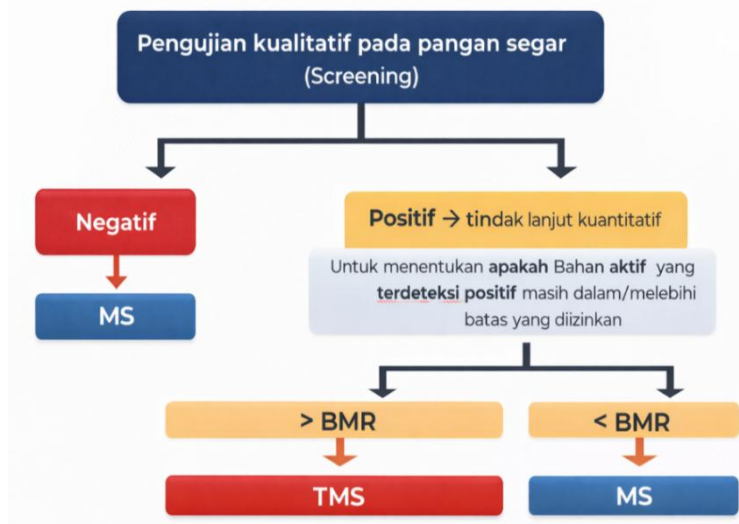 Pengujian kualitatif pada pangan segar
(Screening)
Negatif
MS
Positif → tindak lanjut kuantitatif
Untuk menentukan apakah Bahan aktif yang
terdeteksi positif masih dalam/melebihi
batas yang diizinkan
> BMR
< BMR
TMS
MS